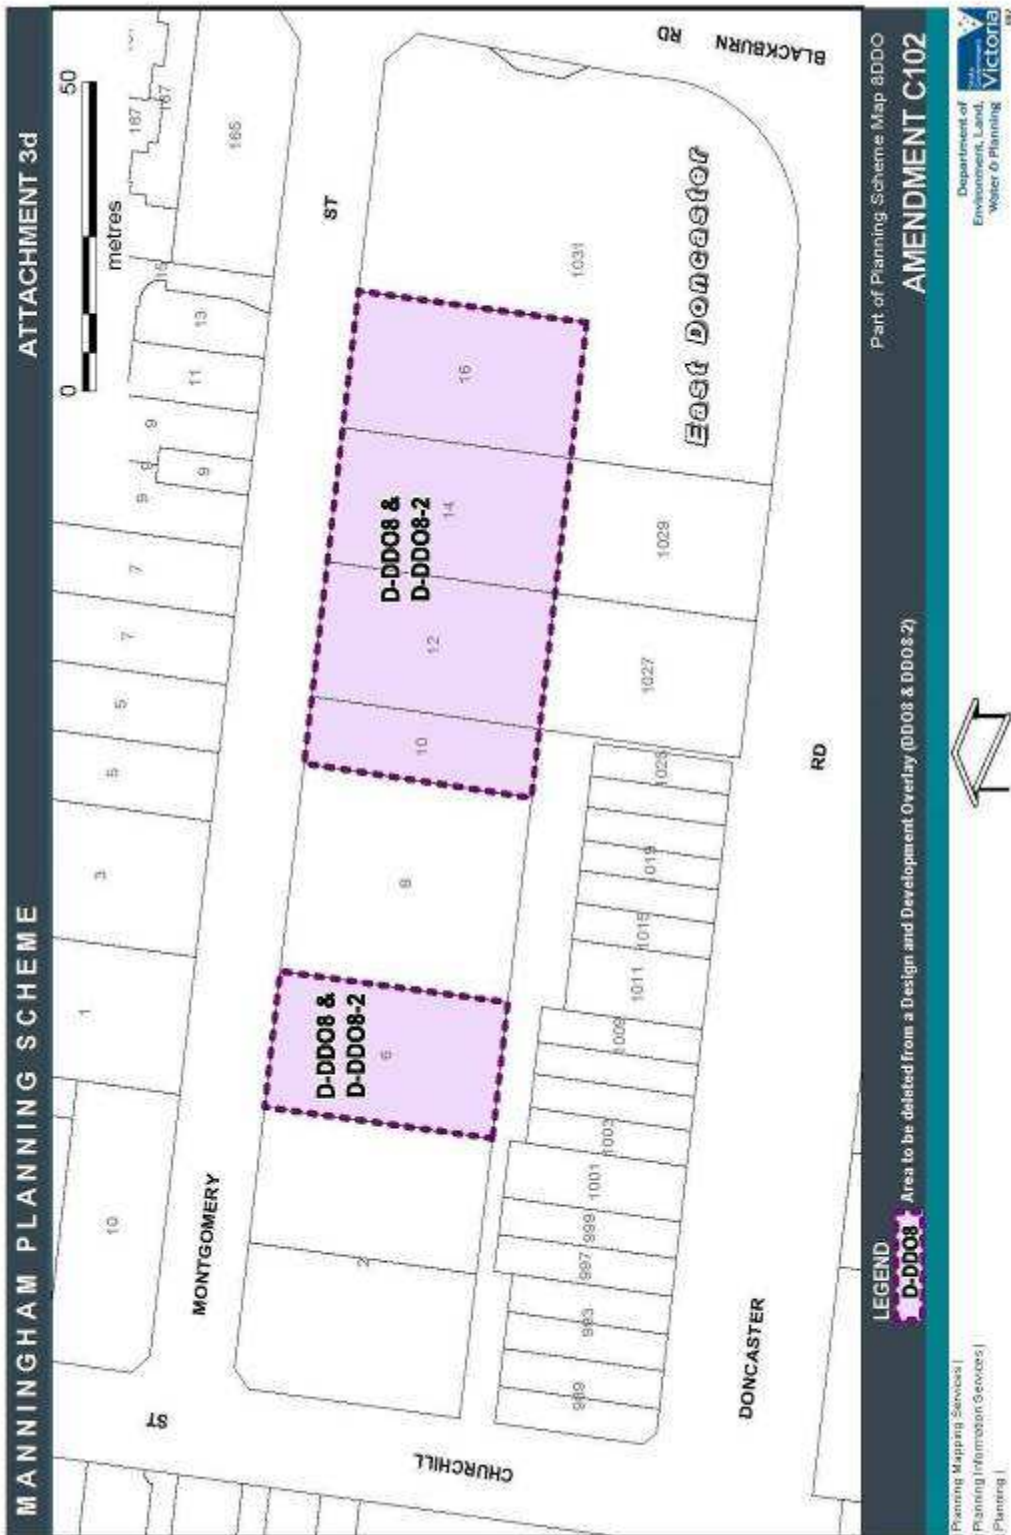 MANNINGHAM PLANNING SCHEME
ATTACHMENT 3d
0
50
metres
10
1
3
5
5
7
7
9
9
9
9
11
13
15
165
167
167
MONTGOMERY
ST
ST
CHURCHILL
BLACKBURN
RD
2
6
8
10
12
14
16
1031
D-DDO8 &
D-DDO8-2
D-DDO8 &
D-DDO8-2
East Doncaster
989
993
997
999
1001
1003
1009
1011
1015
1019
1025
1027
1029
DONCASTER
RD
LEGEND
D-DDO8
Area to be deleted from a Design and Development Overlay (DDO8 & DDO8-2)
Part of Planning Scheme Map 8DDO
AMENDMENT C102
Planning Mapping Services |
Planning Information Services |
Planning |
Department of
Environment, Land,
Water & Planning
Victoria